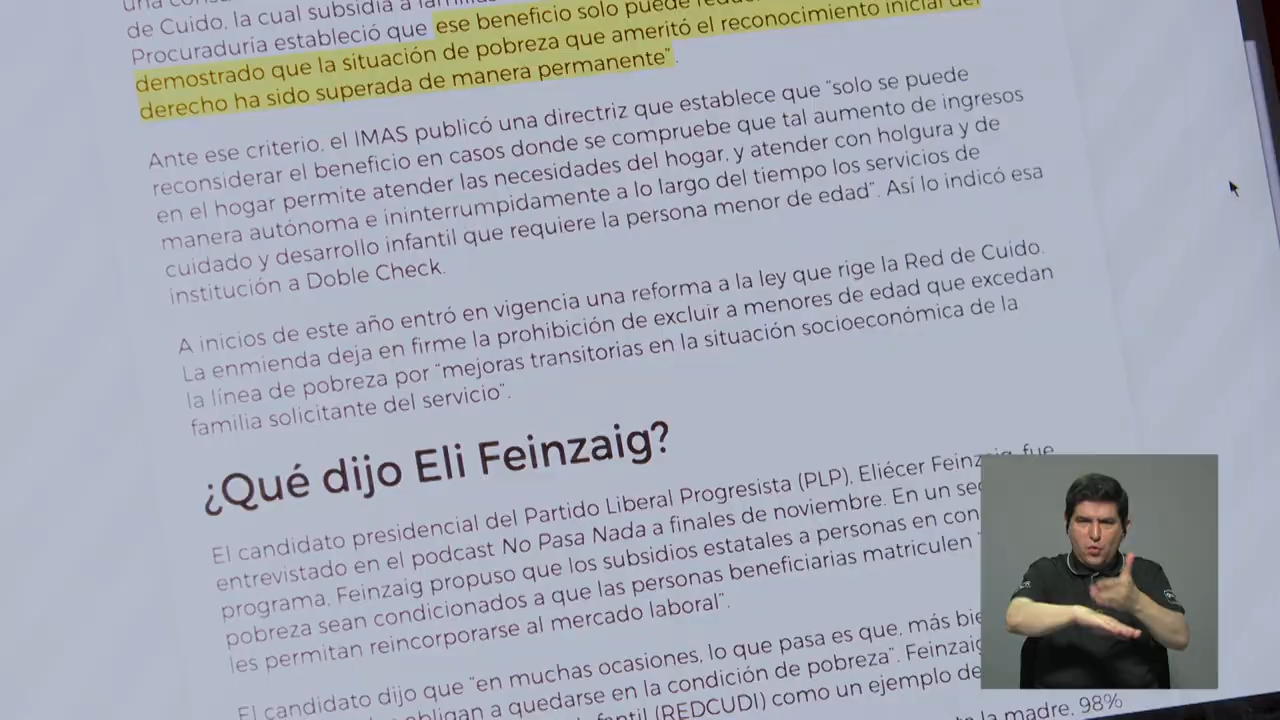 de Cuido, la cual subsidia a
Procuraduría estableció que ese beneficio solo puede
demostrado que la situación de pobreza que ameritó el reconocimiento inicial del
derecho ha sido superada de manera permanente".
Ante ese criterio, el IMAS publicó una directriz que establece que "solo se puede
reconsiderar el beneficio en casos donde se compruebe que tal aumento de ingresos
en el hogar permite atender las necesidades del hogar, y atender con holgura y de
manera autónoma e ininterrumpidamente a lo largo del tiempo los servicios de
cuidado y desarrollo infantil que requiere la persona menor de edad". Así lo indicó esa
institución a Doble Check.
A inicios de este año entró en vigencia una reforma a la ley que rige la Red de Cuido.
La enmienda deja en firme la prohibición de excluir a menores de edad que excedan
la línea de pobreza por "mejoras transitorias en la situación socioeconómica de la
familia solicitante del servicio".
¿Qué dijo Eli Feinzaig?
El candidato presidencial del Partido Liberal Progresista (PLP), Eliécer Feinzaig, fue
entrevistado en el podcast No Pasa Nada a finales de noviembre. En un
programa, Feinzaig propuso que los subsidios estatales a personas en
pobreza sean condicionados a que las personas beneficiarias matriculen
les permitan reincorporarse al mercado laboral".
El candidato dijo que "en muchas ocasiones, lo que pasa es que, más
obligan a quedarse en la condición de pobreza".
(REDCUDI) como un ejemplo de
la madre. 98%